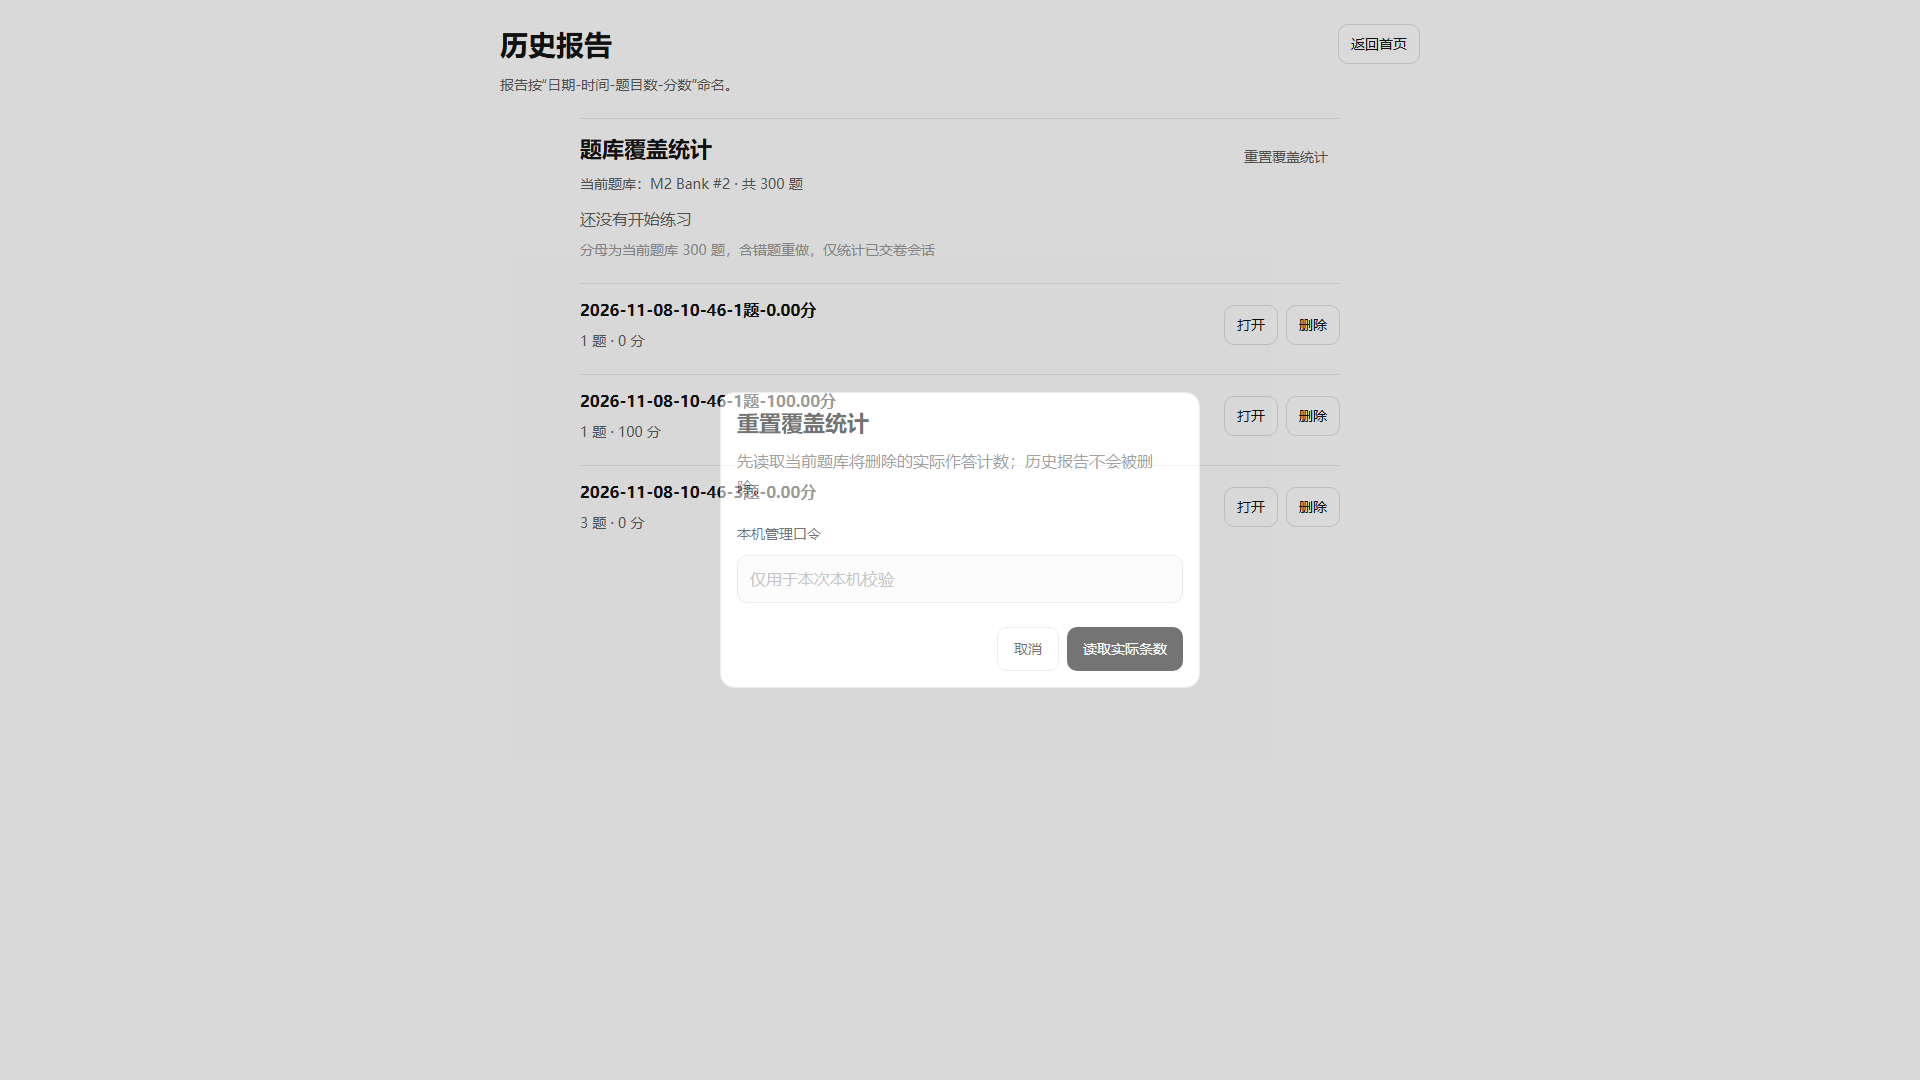 历史报告
返回首页
报告按“日期-时间-题目数-分数”命名。
题库覆盖统计
重置覆盖统计
当前题库：M2 Bank #2 · 共 300 题
还没有开始练习
分母为当前题库 300 题，含错题重做，仅统计已交卷会话
2026-11-08-10-46-1题-0.00分
1 题 · 0 分
打开
删除
2026-11-08-10-46-1题-100.00分
1 题 · 100 分
打开
删除
2026-11-08-10-46-3题-0.00分
3 题 · 0 分
打开
删除
重置覆盖统计
先读取当前题库将删除的实际作答计数；历史报告不会被删
除。
本机管理口令
仅用于本次本机校验
取消
读取实际条数